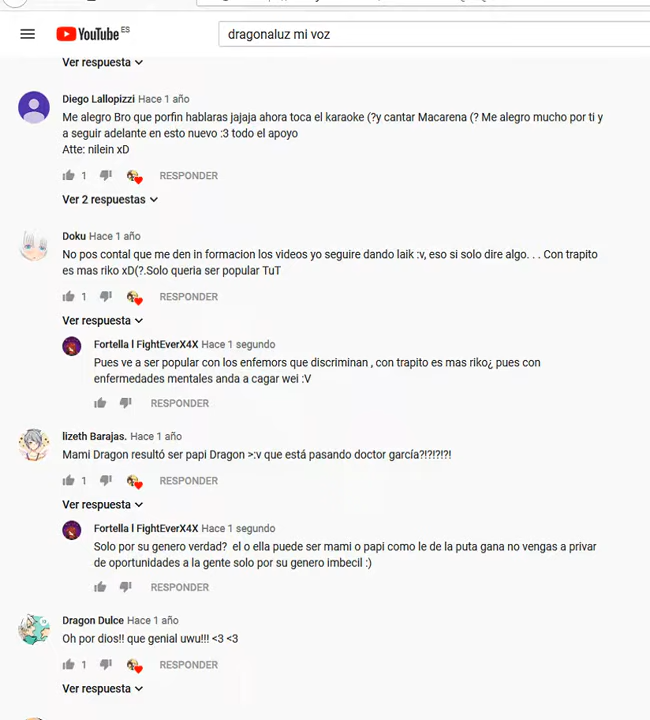 YouTube ES
dragonaluz mi voz
Ver respuesta
Diego Lallopizzi Hace 1 año
Me alegro Bro que porfin hablaras jajaja ahora toca el karaoke (?y cantar Macarena (? Me alegro mucho por ti y
a seguir adelante en esto nuevo :3 todo el apoyo
Atte: nilein xD
1 RESPONDER
Ver 2 respuestas
Doku Hace 1 año
No pos contal que me den in formacion los videos yo seguire dando laik :v, eso si solo dire algo. . . Con trapito
es mas riko xD(?.Solo queria ser popular TuT
1 RESPONDER
Ver respuesta
Fortella l FightEverX4X Hace 1 segundo
Pues ve a ser popular con los enfemors que discriminan , con trapito es mas riko¿ pues con
enfermedades mentales anda a cagar wei :V
RESPONDER
lizeth Barajas. Hace 1 año
Mami Dragon resultó ser papi Dragon >:v que está pasando doctor garcía?!?!?!?!
1 RESPONDER
Ver respuesta
Fortella l FightEverX4X Hace 1 segundo
Solo por su genero verdad? el o ella puede ser mami o papi como le de la puta gana no vengas a privar
de oportunidades a la gente solo por su genero imbecil :)
RESPONDER
Dragon Dulce Hace 1 año
Oh por dios!! que genial uwu!!! <3 <3
1 RESPONDER
Ver respuesta